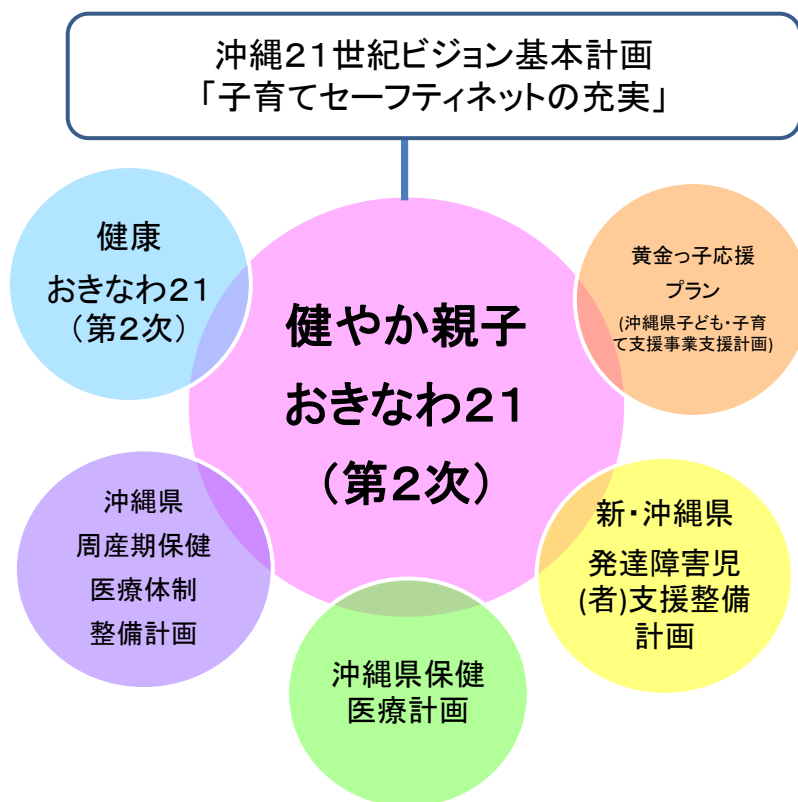 沖縄21世紀ビジョン基本計画
「子育てセーフティネットの充実」
健康
おきなわ21
(第2次)
黄金っ子応援
プラン
(沖縄県子ども・子育
て支援事業支援計画)
健やか親子
おきなわ21
(第2次)
沖縄県
周産期保健
医療体制
整備計画
新・沖縄県
発達障害児
(者)支援整備
計画
沖縄県保健
医療計画